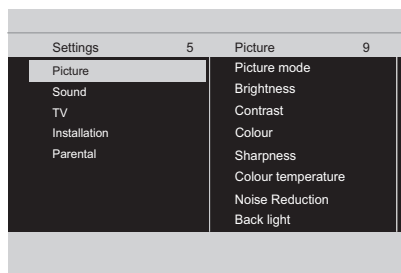 Settings 5
Picture
Sound
TV
Installation
Parental
Picture 9
Picture mode
Brightness
Contrast
Colour
Sharpness
Colour temperature
Noise Reduction
Back light